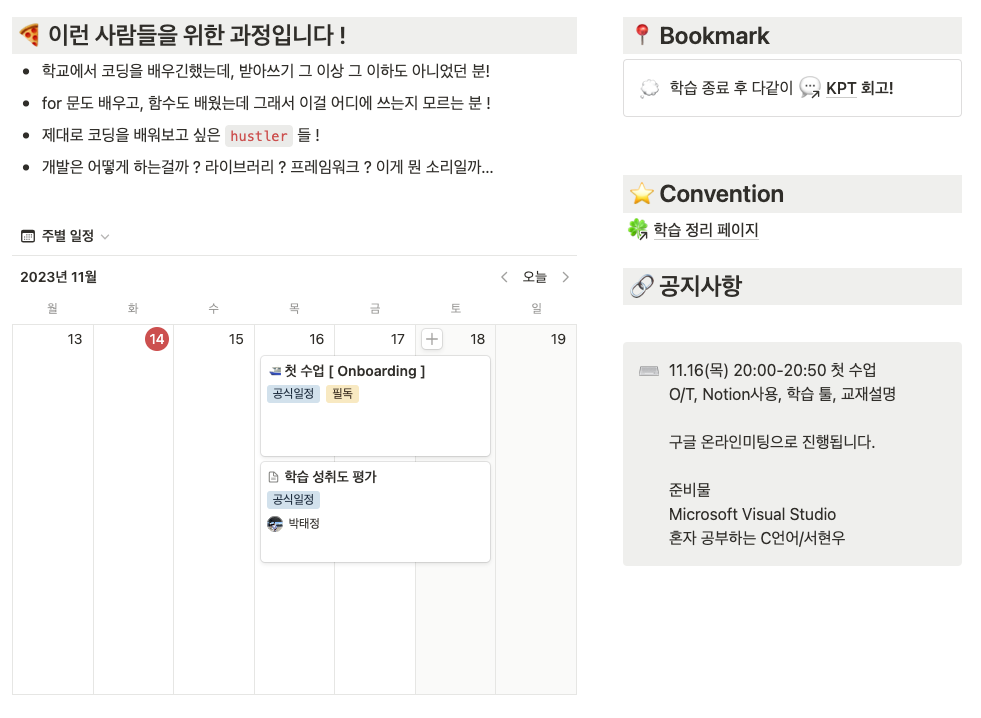 이런 사람들을 위한 과정입니다 !
학교에서 코딩을 배우긴했는데, 받아쓰기 그 이상 그 이하도 아니었던 분!
for 문도 배우고, 함수도 배웠는데 그래서 이걸 어디에 쓰는지 모르는 분 !
제대로 코딩을 배워보고 싶은 hustler 들 !
개발은 어떻게 하는걸까 ? 라이브러리 ? 프레임워크 ? 이게 뭔 소리일까...
주별 일정
2023년 11월
오늘
월 화 수 목 금 토 일
13 14 15 16 17 18 19
첫 수업 [ Onboarding ]
공식일정 필독
학습 성취도 평가
공식일정
박태정
Bookmark
학습 종료 후 다같이 KPT 회고!
Convention
학습 정리 페이지
공지사항
11.16(목) 20:00-20:50 첫 수업
O/T, Notion사용, 학습 툴, 교재설명
구글 온라인미팅으로 진행됩니다.
준비물
Microsoft Visual Studio
혼자 공부하는 C언어/서현우